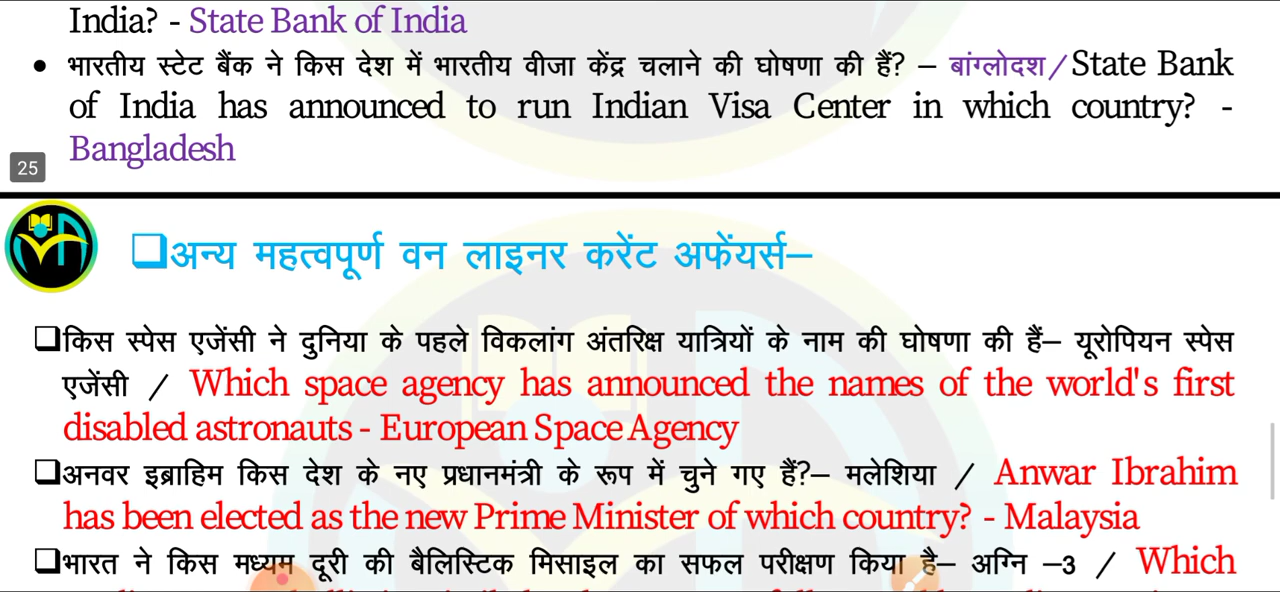 India? - State Bank of India
• भारतीय स्टेट बैंक ने किस देश में भारतीय वीजा केंद्र चलाने की घोषणा की हैं? – बांग्लोदश/State Bank
of India has announced to run Indian Visa Center in which country? -
Bangladesh
25
❑अन्य महत्वपूर्ण वन लाइनर करेंट अफेंयर्स–
❑किस स्पेस एजेंसी ने दुनिया के पहले विकलांग अंतरिक्ष यात्रियों के नाम की घोषणा की हैं– यूरोपियन स्पेस
एजेंसी / Which space agency has announced the names of the world's first
disabled astronauts - European Space Agency
❑अनवर इब्राहिम किस देश के नए प्रधानमंत्री के रूप में चुने गए हैं?– मलेशिया / Anwar Ibrahim
has been elected as the new Prime Minister of which country? - Malaysia
❑भारत ने किस मध्यम दूरी की बैलिस्टिक मिसाइल का सफल परीक्षण किया है– अग्नि –3 / Which